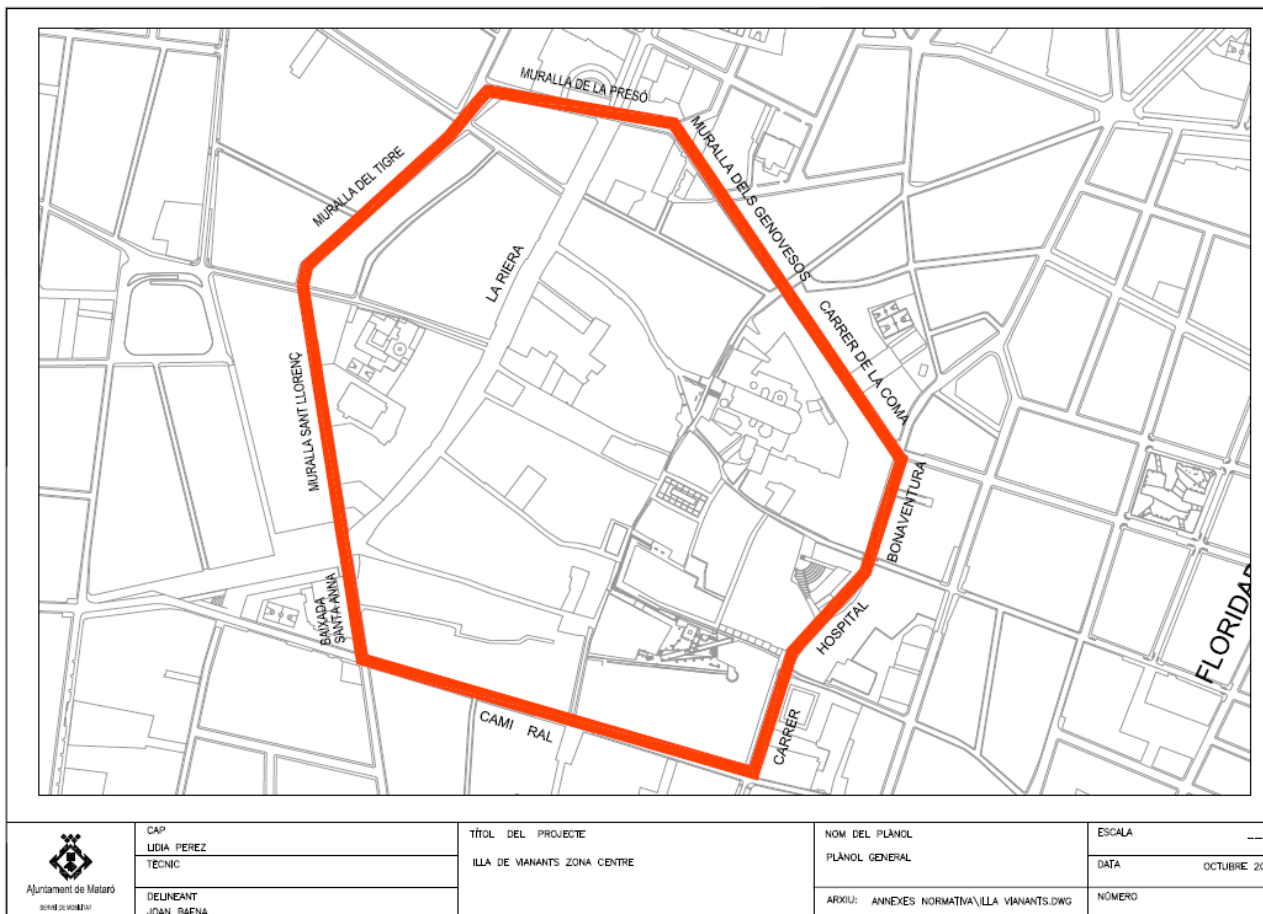 MURALLA DE LA PRESÓ
MURALLA DELS GENOVESOS
MURALLA DEL TIGRE
LA RIERA
CARRER DE LA COMA
MURALLA SANT LLORENÇ
BONAVENTURA
BAIXADA
SANTA ANNA
HOSPITAL
FLORIDA
CAMI RAL
CARRER
CAP
LIDIA PEREZ
TÈCNIC
DELINEANT
JOAN BAENA
TÍTOL DEL PROJECTE
ILLA DE VIANANTS ZONA CENTRE
NOM DEL PLÀNOL
PLÀNOL GENERAL
ARXIU: ANNEXES NORMATIVA\ILLA VIANANTS.DWG
ESCALA
DATA OCTUBRE 20
NÚMERO
Ajuntament de Mataró
SERVEI DE MOBILITAT